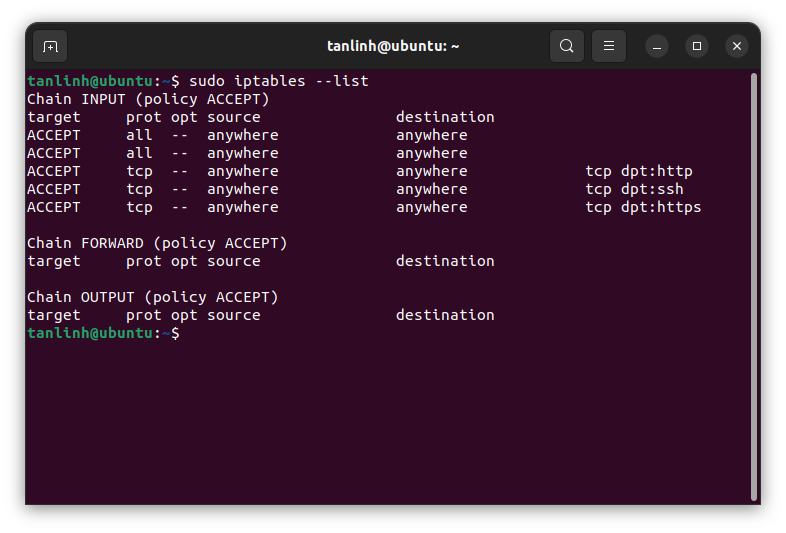 tanlinh@ubuntu: ~
tanlinh@ubuntu:~$ sudo iptables --list
Chain INPUT (policy ACCEPT)
target     prot opt source               destination
ACCEPT     all  --  anywhere             anywhere
ACCEPT     all  --  anywhere             anywhere
ACCEPT     tcp  --  anywhere             anywhere             tcp dpt:http
ACCEPT     tcp  --  anywhere             anywhere             tcp dpt:ssh
ACCEPT     tcp  --  anywhere             anywhere             tcp dpt:https

Chain FORWARD (policy ACCEPT)
target     prot opt source               destination

Chain OUTPUT (policy ACCEPT)
target     prot opt source               destination
tanlinh@ubuntu:~$